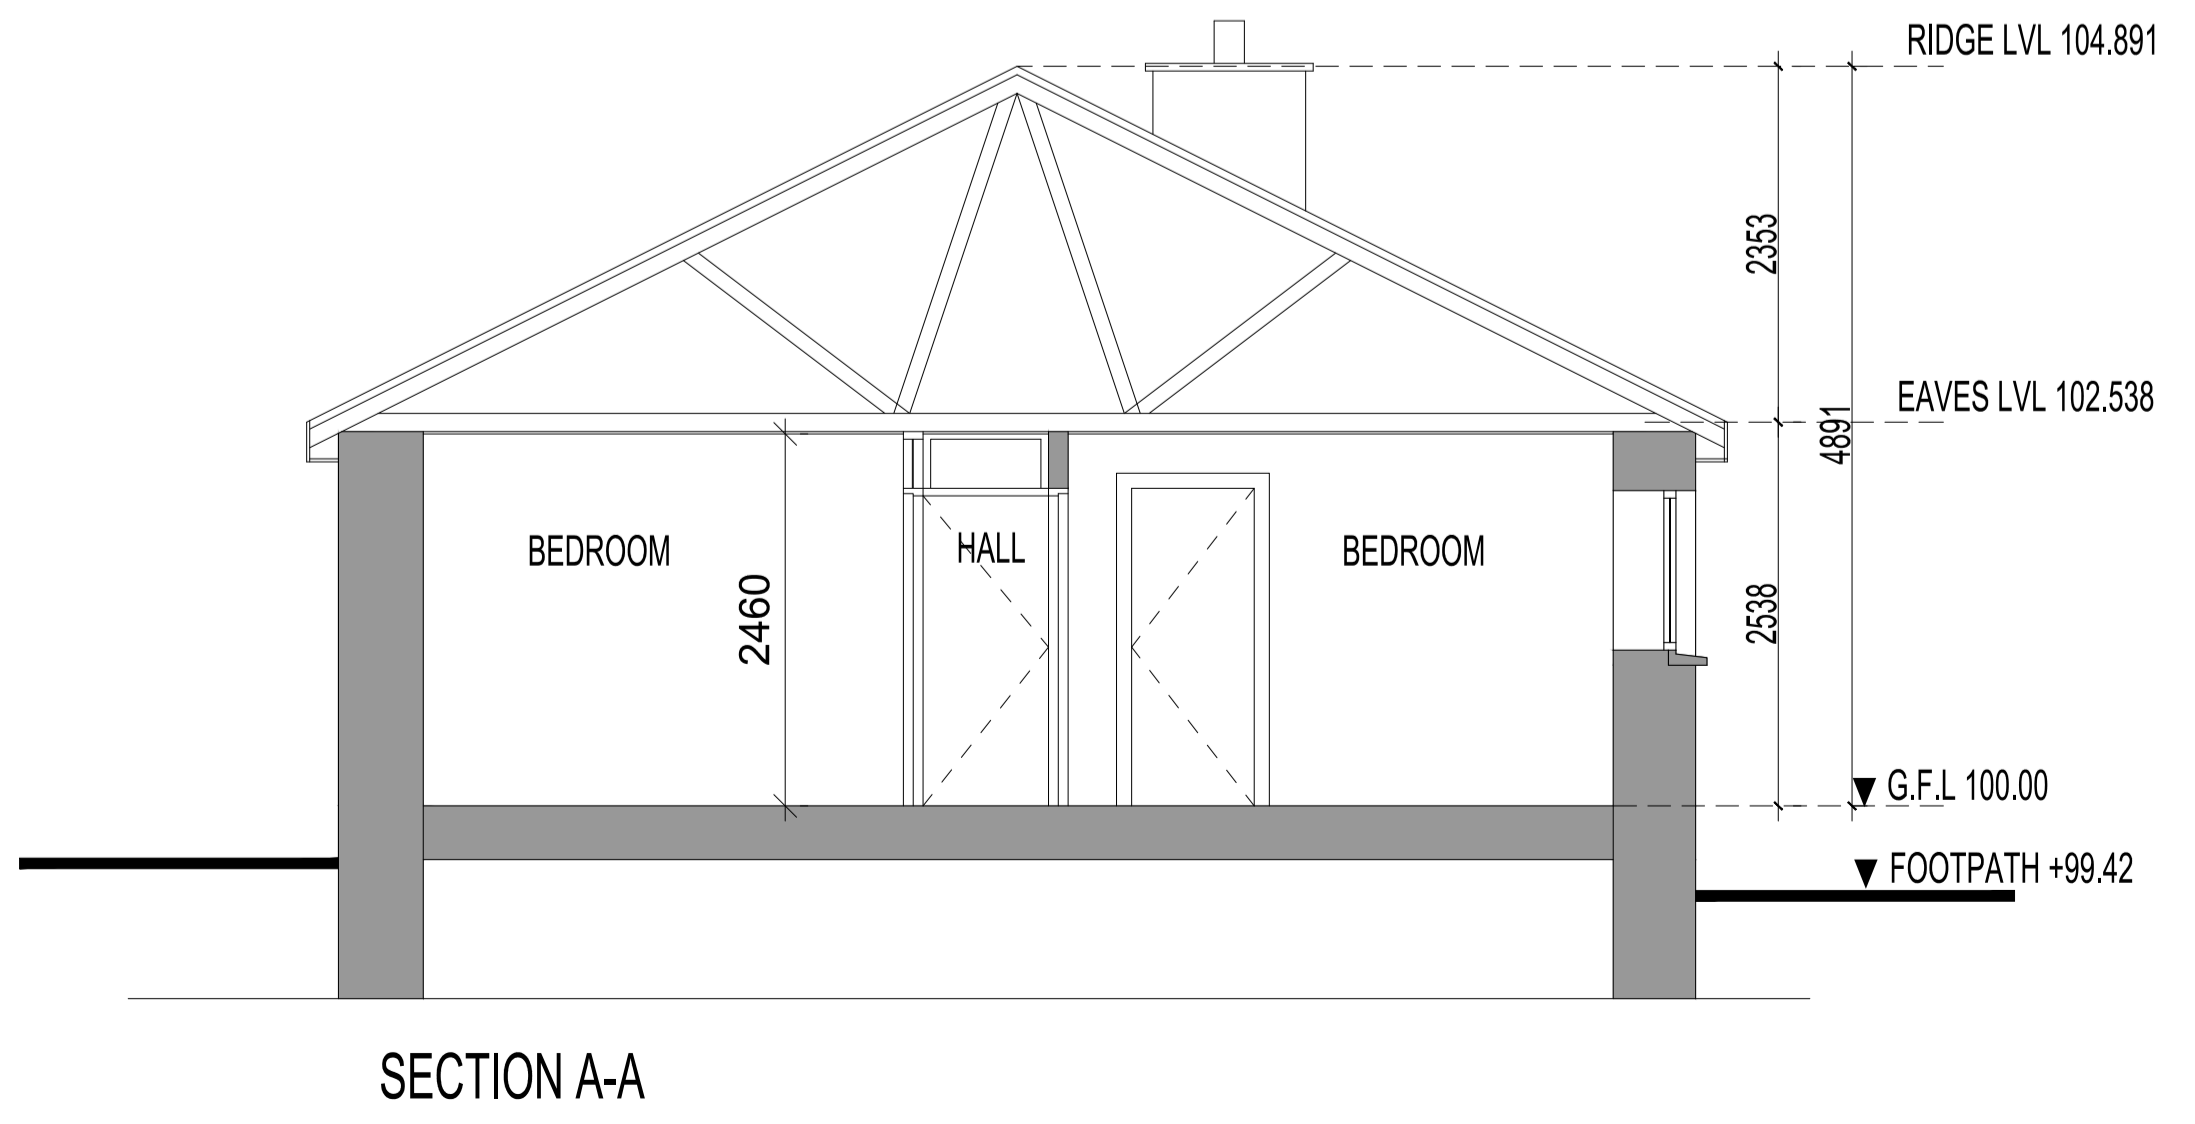 RIDGE LVL 104.891
2353
EAVES LVL 102.538
4891
BEDROOM
HALL
BEDROOM
2460
2538
G.F.L 100.00
FOOTPATH +99.42
SECTION A-A